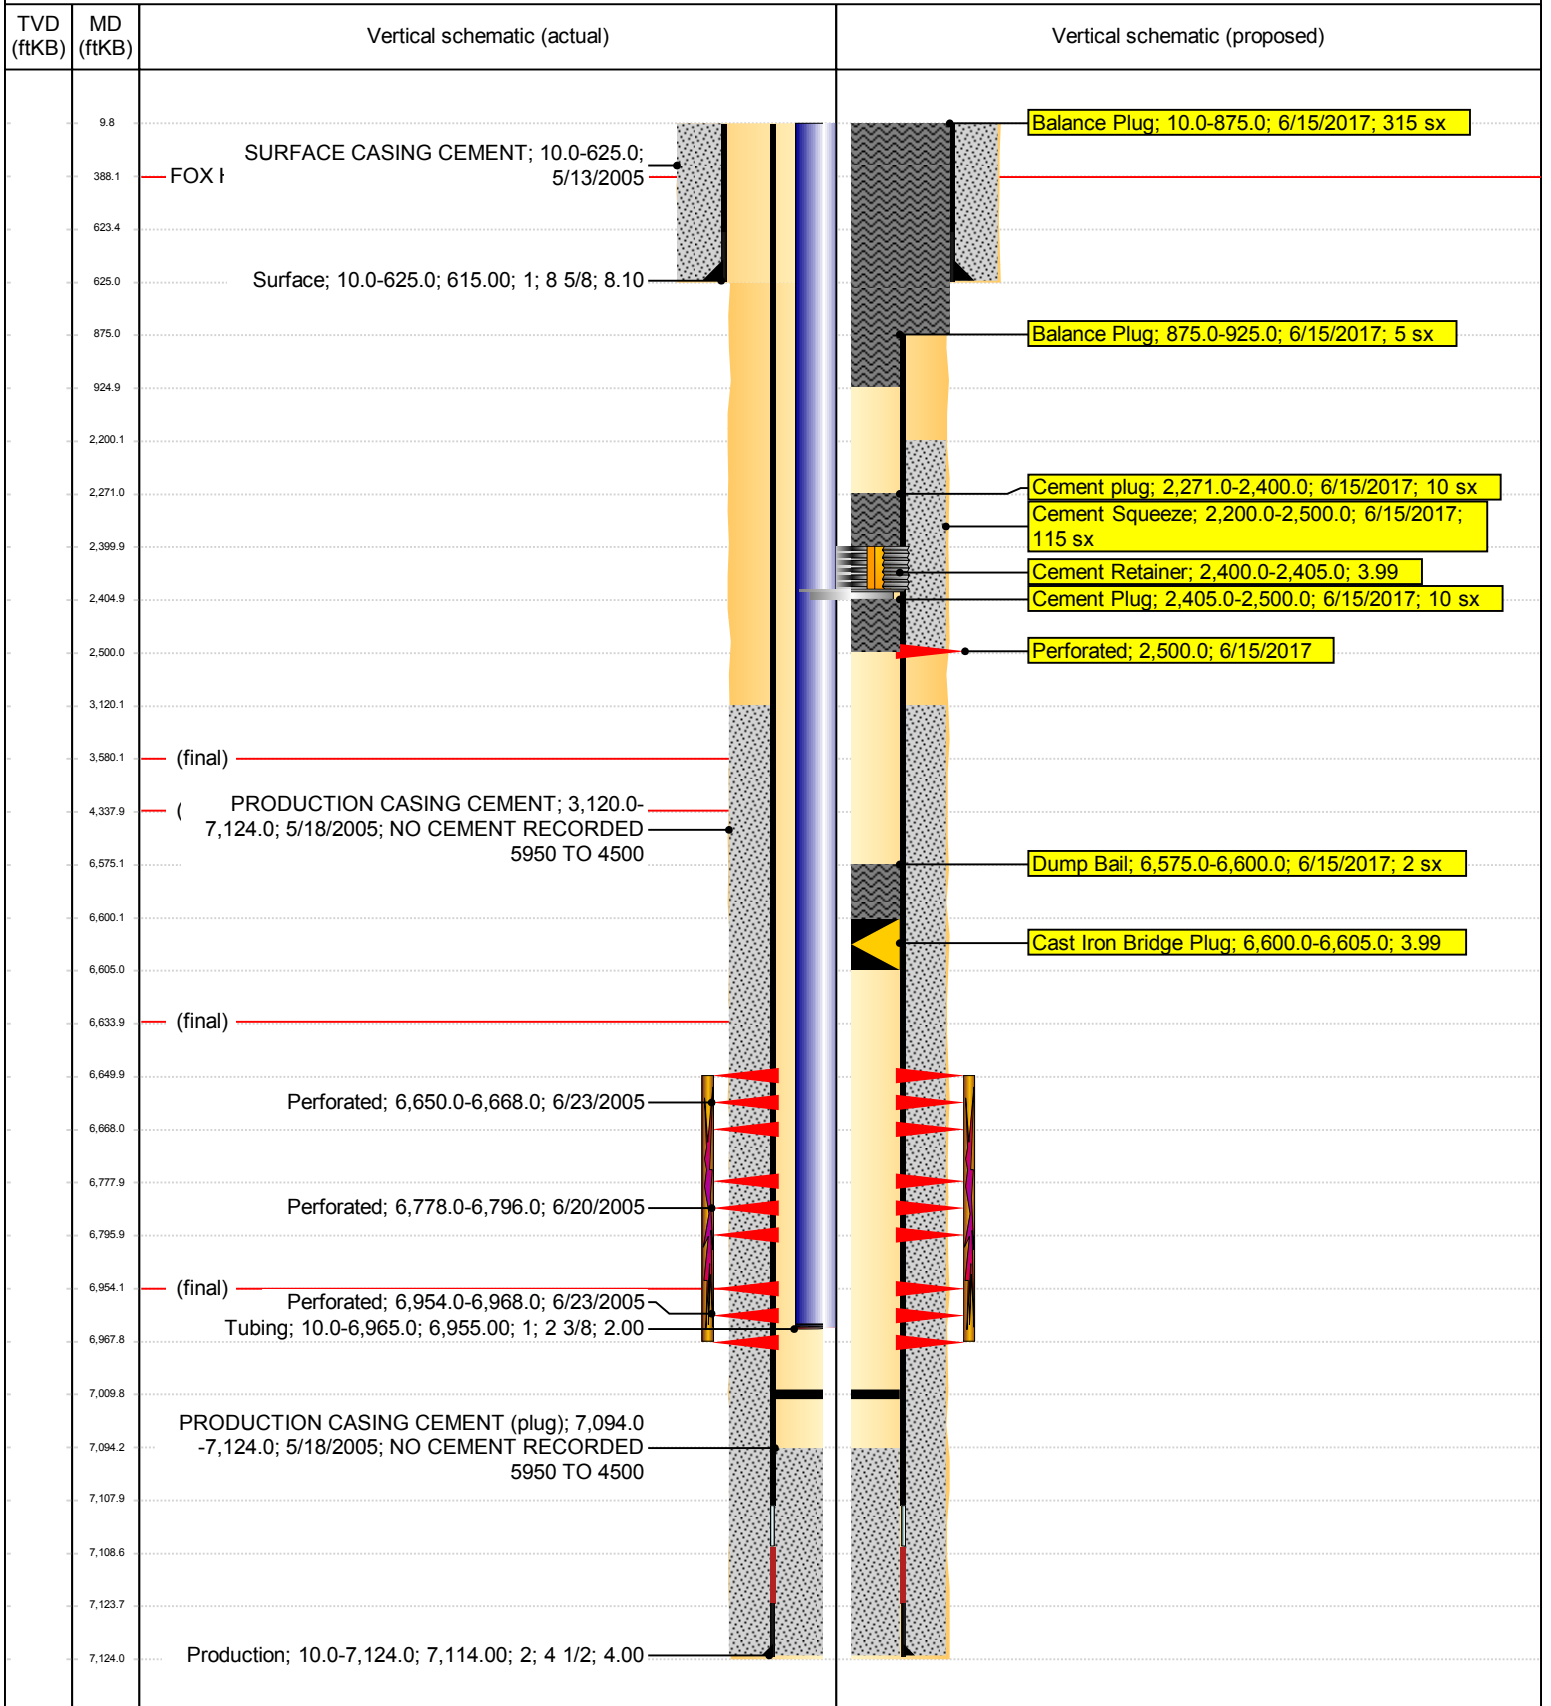 TVD (ftKB)
MD (ftKB)
Vertical schematic (actual)
Vertical schematic (proposed)
9.8
388.1
623.4
625.0
875.0
924.9
2,200.1
2,271.0
2,399.9
2,404.9
2,500.0
3,120.1
3,580.1
4,337.9
6,575.1
6,600.1
6,605.0
6,633.9
6,649.9
6,668.0
6,777.9
6,795.9
6,954.1
6,967.8
7,009.8
7,094.2
7,107.9
7,108.6
7,123.7
7,124.0
SURFACE CASING CEMENT; 10.0-625.0;
5/13/2005
FOX
Surface; 10.0-625.0; 615.00; 1; 8 5/8; 8.10
(final)
PRODUCTION CASING CEMENT; 3,120.0-
7,124.0; 5/18/2005; NO CEMENT RECORDED
5950 TO 4500
(
(final)
Perforated; 6,650.0-6,668.0; 6/23/2005
Perforated; 6,778.0-6,796.0; 6/20/2005
(final)
Perforated; 6,954.0-6,968.0; 6/23/2005
Tubing; 10.0-6,965.0; 6,955.00; 1; 2 3/8; 2.00
PRODUCTION CASING CEMENT (plug); 7,094.0
-7,124.0; 5/18/2005; NO CEMENT RECORDED
5950 TO 4500
Production; 10.0-7,124.0; 7,114.00; 2; 4 1/2; 4.00
Balance Plug; 10.0-875.0; 6/15/2017; 315 sx
Balance Plug; 875.0-925.0; 6/15/2017; 5 sx
Cement plug; 2,271.0-2,400.0; 6/15/2017; 10 sx
Cement Squeeze; 2,200.0-2,500.0; 6/15/2017;
115 sx
Cement Retainer; 2,400.0-2,405.0; 3.99
Cement Plug; 2,405.0-2,500.0; 6/15/2017; 10 sx
Perforated; 2,500.0; 6/15/2017
Dump Bail; 6,575.0-6,600.0; 6/15/2017; 2 sx
Cast Iron Bridge Plug; 6,600.0-6,605.0; 3.99